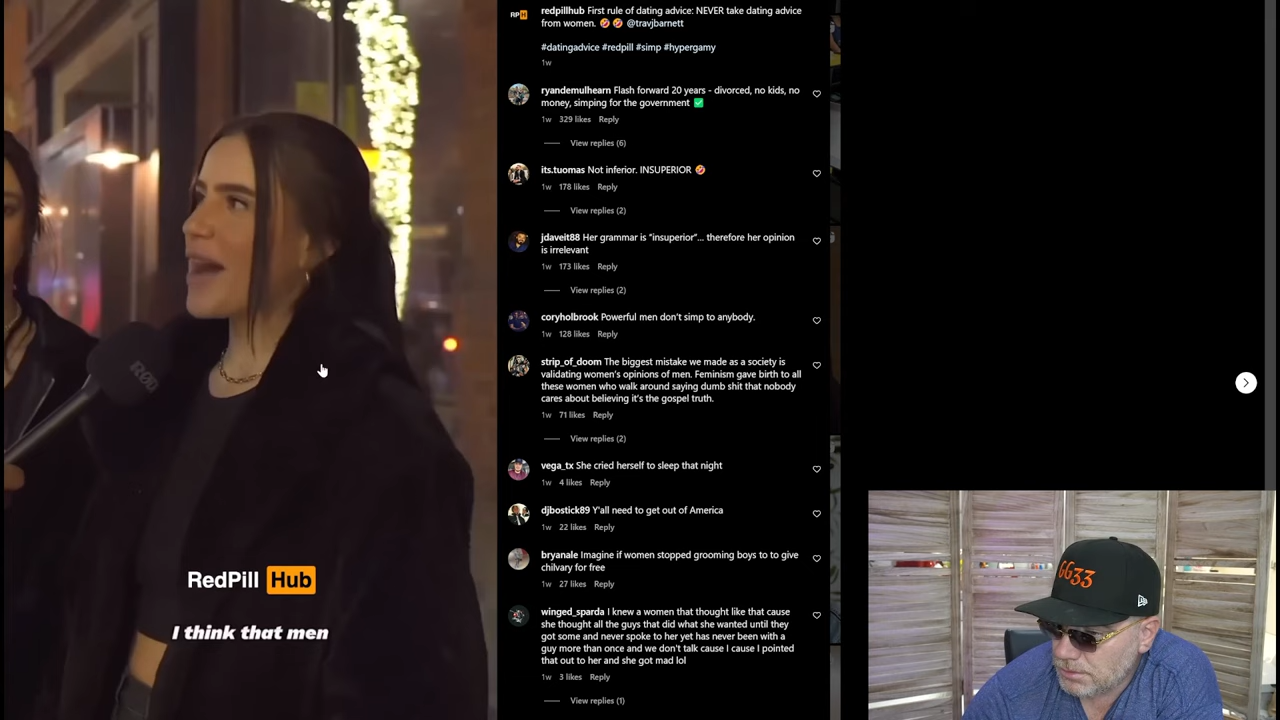 RØDE
RedPill Hub
I think that men
RPH
redpillhub First rule of dating advice: NEVER take dating advice
from women. 🤣 🤣 @travjbarnett
#datingadvice #redpill #simp #hypergamy
1w
ryandemulhearn Flash forward 20 years - divorced, no kids, no
money, simping for the government ✅
1w 329 likes Reply
View replies (6)
its.tuomas Not inferior. INSUPERIOR 🤣
1w 178 likes Reply
View replies (2)
jdaveit88 Her grammar is “insuperior”... therefore her opinion
is irrelevant
1w 173 likes Reply
View replies (2)
coryholbrook Powerful men don’t simp to anybody.
1w 128 likes Reply
strip_of_doom The biggest mistake we made as a society is
validating women’s opinions of men. Feminism gave birth to all
these women who walk around saying dumb shit that nobody
cares about believing it’s the gospel truth.
1w 71 likes Reply
View replies (2)
vega_tx She cried herself to sleep that night
1w 4 likes Reply
djbostick89 Y'all need to get out of America
1w 22 likes Reply
bryanale Imagine if women stopped grooming boys to to give
chilvary for free
1w 27 likes Reply
winged_sparda I knew a women that thought like that cause
she thought all the guys that did what she wanted until they
got some and never spoke to her yet has never been with a
guy more than once and we don't talk cause I cause I pointed
that out to her and she got mad lol
1w 3 likes Reply
View replies (1)
6633